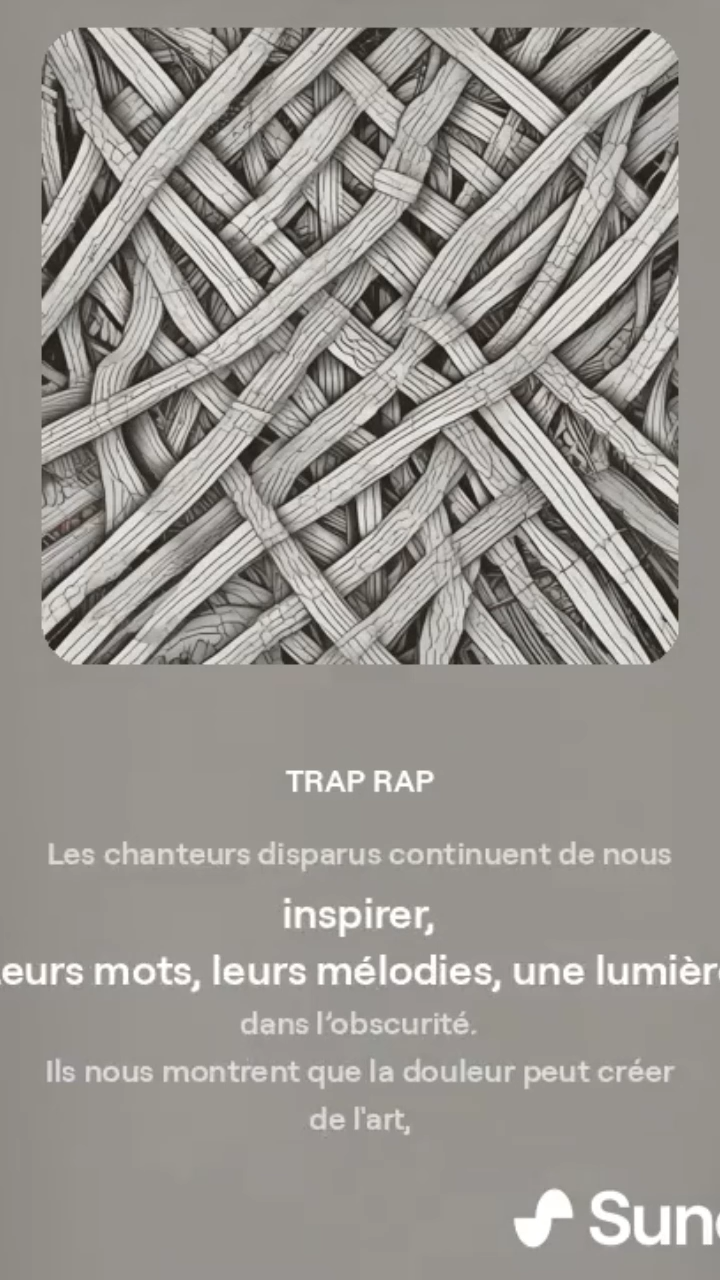 TRAP RAP
Les chanteurs disparus continuent de nous
inspirer,
eurs mots, leurs mélodies, une lumièr
dans l‘obscurité.
Ils nous montrent que la douleur peut créer
de l'art,
Sun